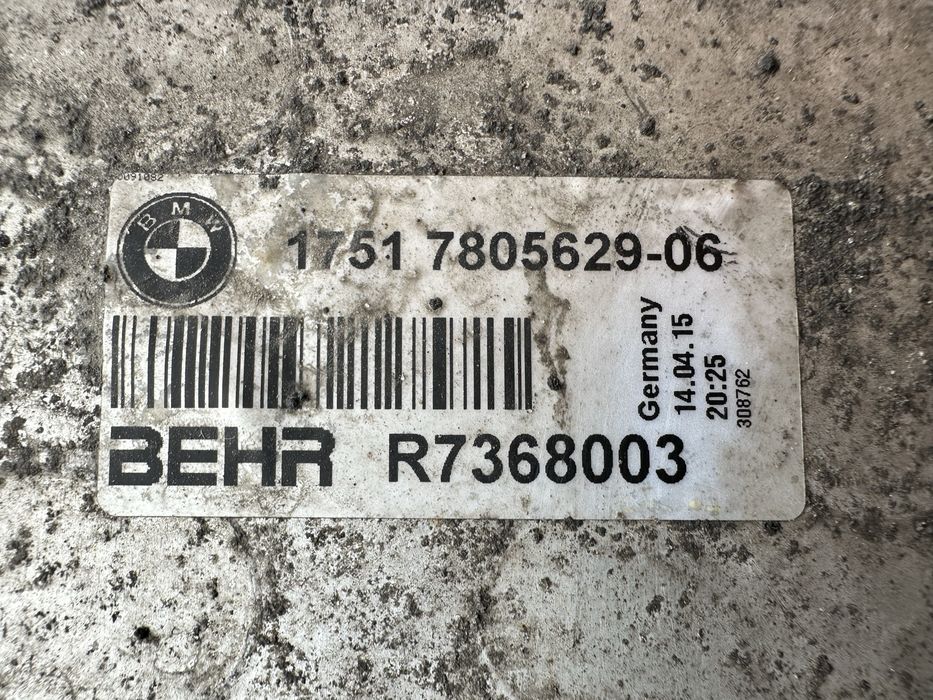 BMW
1751 7805629-06
Germany
14.04.15
20:25
308762
BEHR R7368003